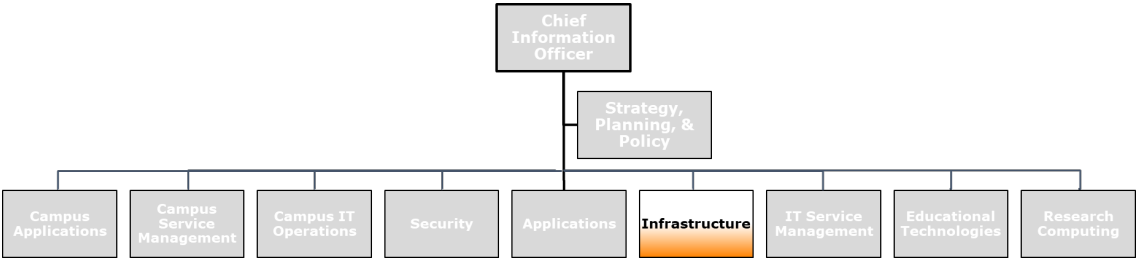 Chief
Information
Officer
Strategy,
Planning, &
Policy
Campus
Applications
Campus
Service
Management
Campus IT
Operations
Security
Applications
Infrastructure
IT Service
Management
Educational
Technologies
Research
Computing